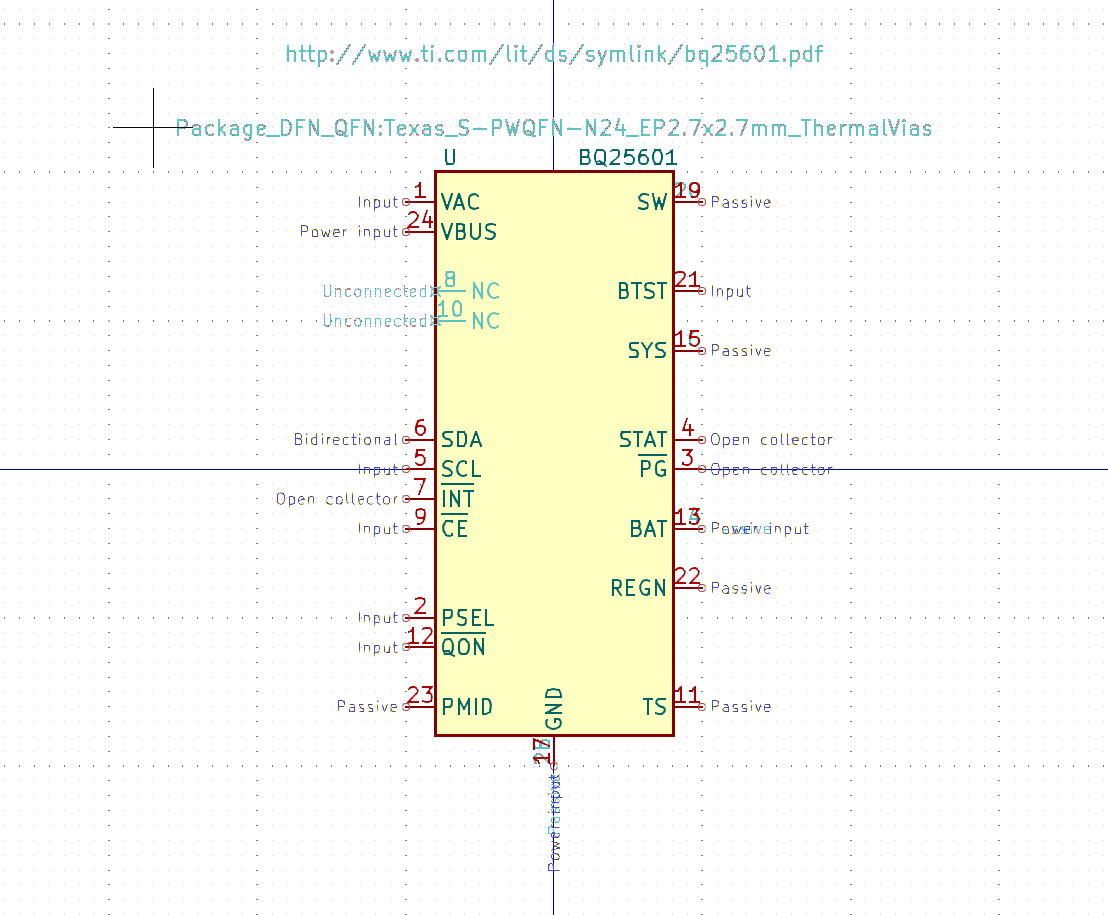 http://www.ti.com/lit/ds/symlink/bq25601.pdf
Package_DFN_QFN:Texas_S-PWQFN-N24_EP2.7x2.7mm_ThermalVias
U BQ25601
Input 1 VAC SW 19 Passive
Power input 24 VBUS
Unconnected 8 NC BTST 21 Input
Unconnected 10 NC
SYS 15 Passive
Bidirectional 6 SDA STAT 4 Open collector
Input 5 SCL PG 3 Open collector
Open collector 7 INT
Input 9 CE BAT 13 Power input
REGN 22 Passive
Input 2 PSEL
Input 12 QON
Passive 23 PMID GND TS 11 Passive
17
Power input